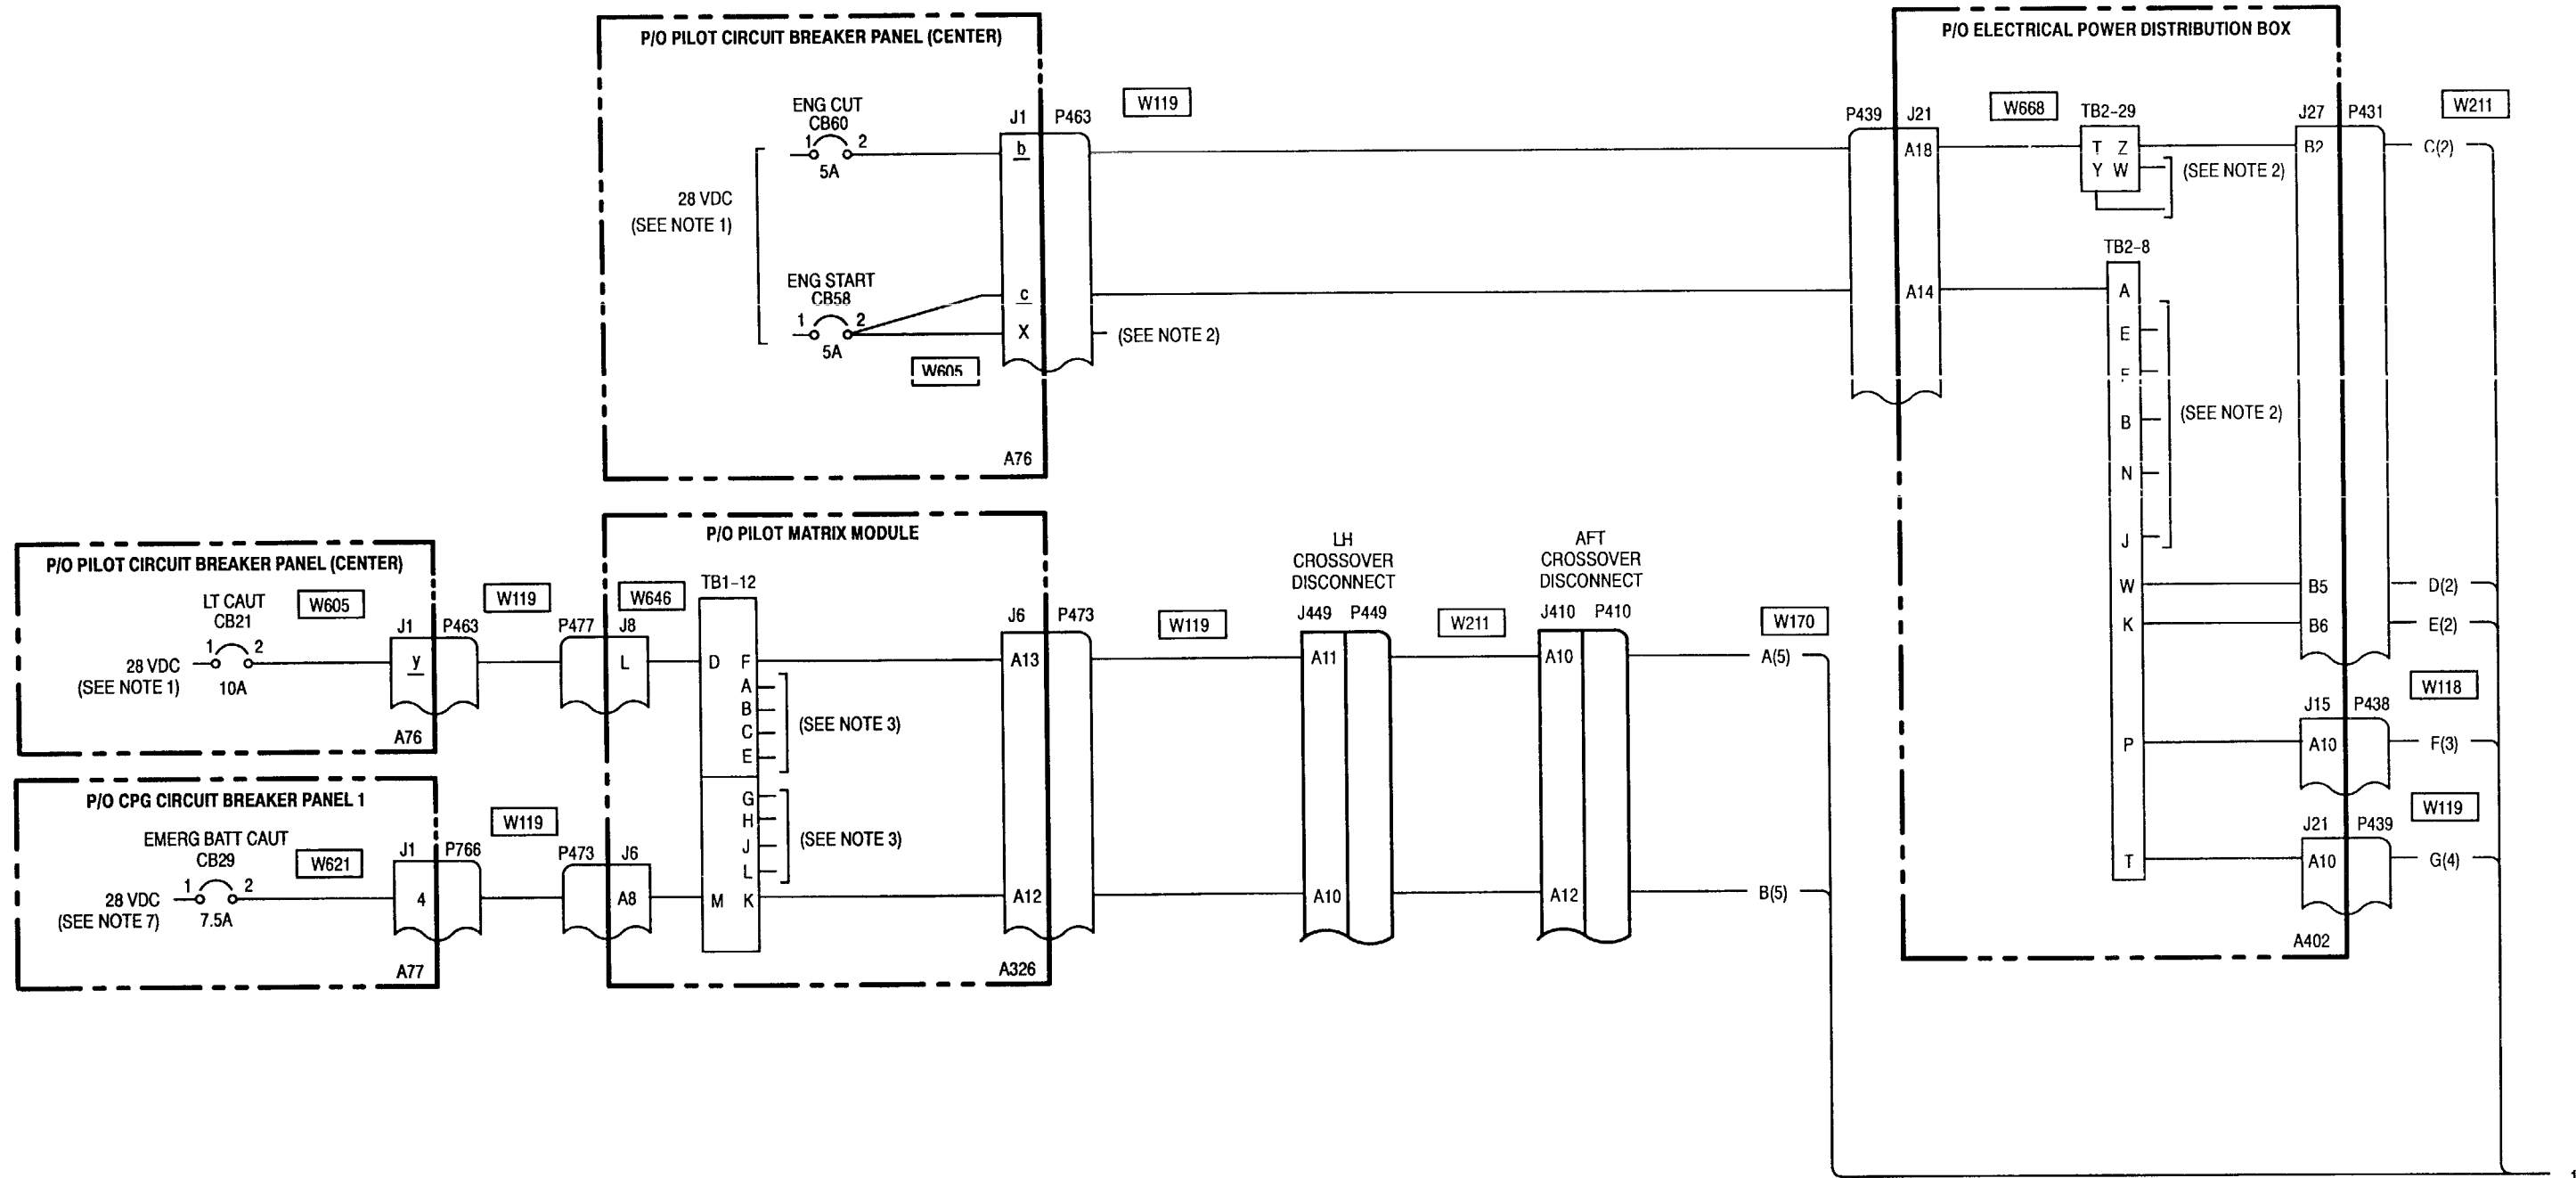 P/O PILOT CIRCUIT BREAKER PANEL (CENTER)
ENG CUT
CB60
1 2
5A
28 VDC
(SEE NOTE 1)
ENG START
CB58
1 2
5A
W605
J1 P463
b
c
X
W119
(SEE NOTE 2)
A76
P/O ELECTRICAL POWER DISTRIBUTION BOX
P439 J21
A18
A14
W668
TB2-29
T Z
Y W
(SEE NOTE 2)
TB2-8
A
E
F
B
N
J
W
K
P
T
(SEE NOTE 2)
J27 P431
B2
B5
B6
W211
C(2)
D(2)
E(2)
W118
J15 P438
A10
F(3)
W119
J21 P439
A10
G(4)
A402
P/O PILOT CIRCUIT BREAKER PANEL (CENTER)
LT CAUT
CB21
W605
1 2
28 VDC
(SEE NOTE 1)
10A
J1 P463
y
A76
W119
P477 J8
L
P/O PILOT MATRIX MODULE
W646
TB1-12
D F
A
B
C
E
(SEE NOTE 3)
G
H
J
L
(SEE NOTE 3)
M K
J6 P473
A13
A12
A326
P/O CPG CIRCUIT BREAKER PANEL 1
EMERG BATT CAUT
CB29
W621
1 2
28 VDC
(SEE NOTE 7)
7.5A
J1 P766
4
A77
W119
P473 J6
A8
W119
LH
CROSSOVER
DISCONNECT
J449 P449
A11
A10
W211
AFT
CROSSOVER
DISCONNECT
J410 P410
A10
A12
W170
A(5)
B(5)